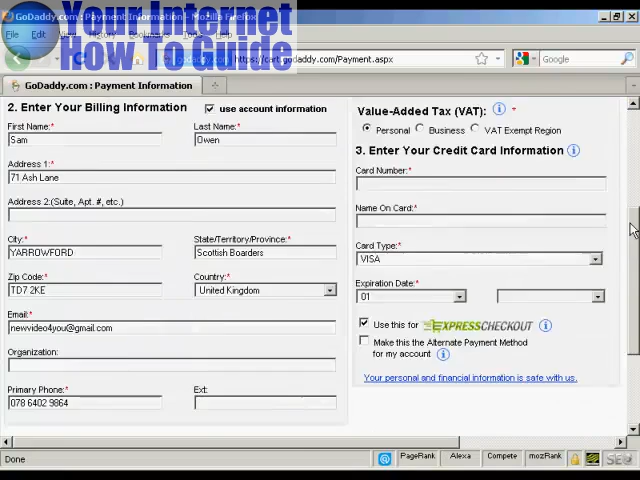 GoDaddy.com : Payment Information - Mozilla Firefox
Your Internet
How To Guide
File Edit View History Bookmarks Tools Help
https://cart.godaddy.com/Payment.aspx
Google
GoDaddy.com : Payment Information
2. Enter Your Billing Information
use account information
First Name:*
Last Name:*
Sam
Owen
Address 1:*
71 Ash Lane
Address 2:(Suite, Apt. #, etc.)
City:*
State/Territory/Province:*
YARROWFORD
Scottish Boarders
Zip Code:*
Country:*
TD7 2KE
United Kingdom
Email:*
newvideo4you@gmail.com
Organization:
Primary Phone:*
Ext:
078 6402 9864
Value-Added Tax (VAT): *
Personal Business VAT Exempt Region
3. Enter Your Credit Card Information
Card Number:*
Name On Card:*
Card Type:*
VISA
Expiration Date:*
01
Use this for EXPRESSCHECKOUT
Make this the Alternate Payment Method
for my account
Your personal and financial information is safe with us.
Done
PageRank Alexa Compete mozRank